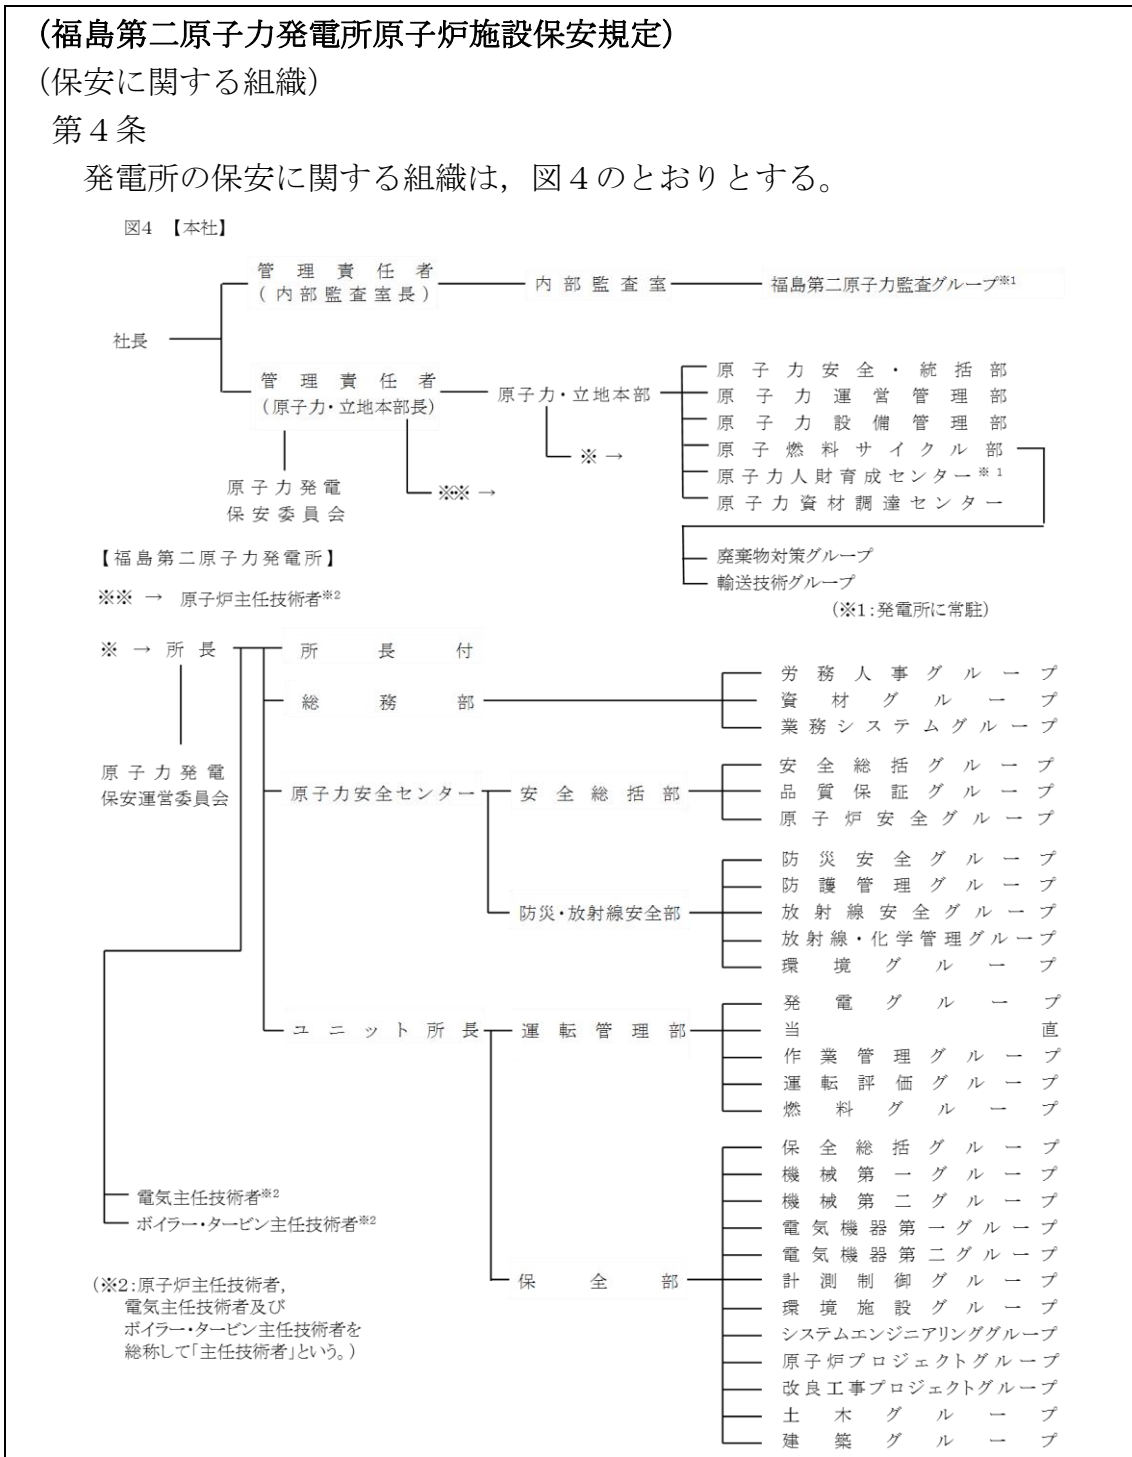 (福島第二原子力発電所原子炉施設保安規定)
(保安に関する組織)
第4条
発電所の保安に関する組織は，図4のとおりとする。
図4 【本社】
管理責任者
(内部監査室長)
内部監査室
福島第二原子力監査グループ※1
社長
管理責任者
(原子力・立地本部長)
原子力・立地本部
原子力安全・統括部
原子力運営管理部
原子力設備管理部
原子燃料サイクル部
原子力人財育成センター※1
原子力資材調達センター
※→
※※→
原子力発電
保安委員会
廃棄物対策グループ
輸送技術グループ
(※1:発電所に常駐)
【福島第二原子力発電所】
※※ → 原子炉主任技術者※2
※ → 所長
所長付
総務部
労務人事グループ
資材グループ
業務システムグループ
原子力発電
保安運営委員会
原子力安全センター
安全総括部
安全総括グループ
品質保証グループ
原子炉安全グループ
防災・放射線安全部
防災安全グループ
防護管理グループ
放射線安全グループ
放射線・化学管理グループ
環境グループ
ユニット所長
運転管理部
発電グループ
当直
作業管理グループ
運転評価グループ
燃料グループ
電気主任技術者※2
ボイラー・タービン主任技術者※2
(※2:原子炉主任技術者，
電気主任技術者及び
ボイラー・タービン主任技術者を
総称して「主任技術者」という。)
保全部
保全総括グループ
機械第一グループ
機械第二グループ
電気機器第一グループ
電気機器第二グループ
計測制御グループ
環境施設グループ
システムエンジニアリンググループ
原子炉プロジェクトグループ
改良工事プロジェクトグループ
土木グループ
建築グループ